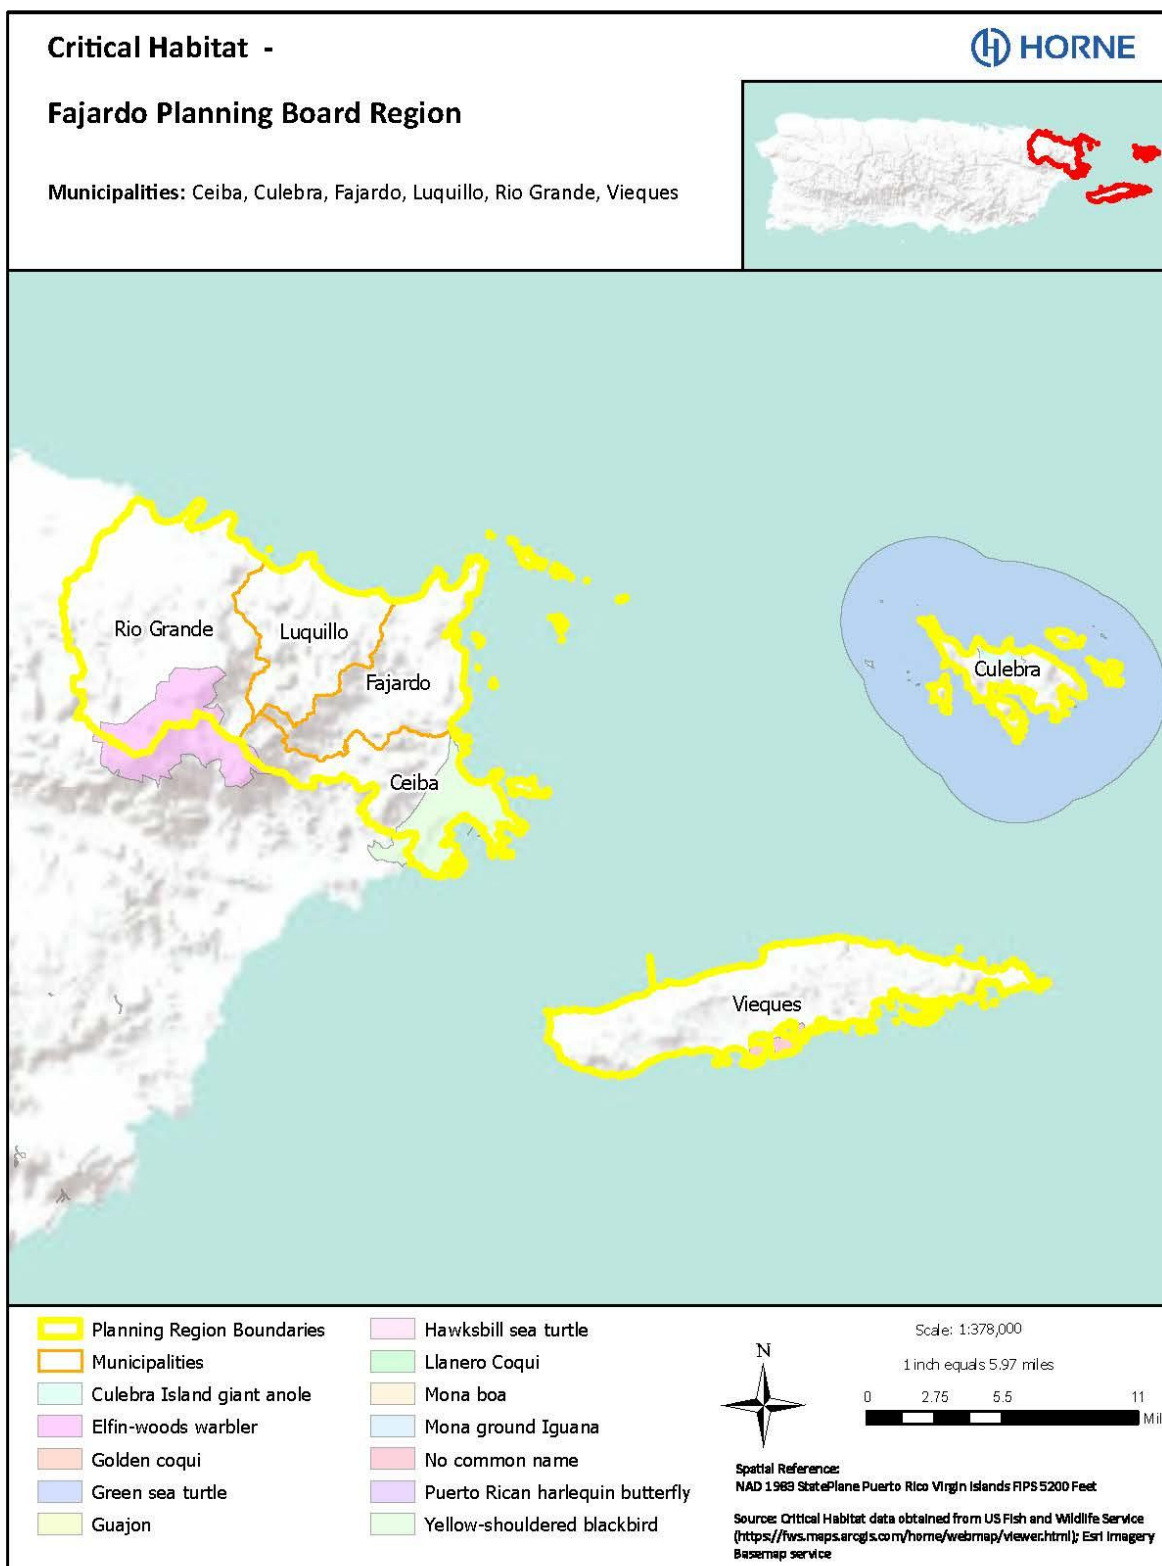 Critical Habitat -
HORNE
Fajardo Planning Board Region
Municipalities: Ceiba, Culebra, Fajardo, Luquillo, Rio Grande, Vieques
Rio Grande
Luquillo
Fajardo
Culebra
Ceiba
Vieques
Planning Region Boundaries
Municipalities
Culebra Island giant anole
Elfin-woods warbler
Golden coqui
Green sea turtle
Guajon
Hawksbill sea turtle
Llanero Coqui
Mona boa
Mona ground Iguana
No common name
Puerto Rican harlequin butterfly
Yellow-shouldered blackbird
N
Scale: 1:378,000
1 inch equals 5.97 miles
0 2.75 5.5 11
Mil
Spatial Reference:
NAD 1983 StatePlane Puerto Rico Virgin Islands FIPS 5200 Feet
Source: Critical Habitat data obtained from US Fish and Wildlife Service
(https://fws.maps.arcgis.com/home/webmap/viewer.html); Esri Imagery
Basemap service